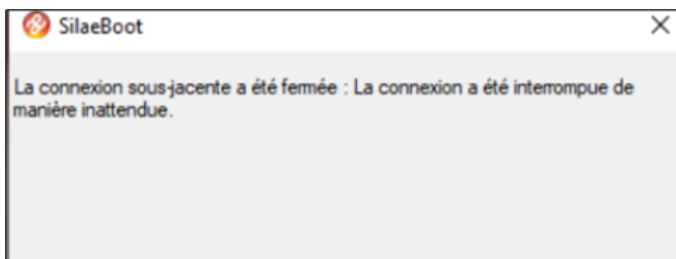 SilaeBoot
La connexion sous-jacente a été fermée : La connexion a été interrompue de
manière inattendue.